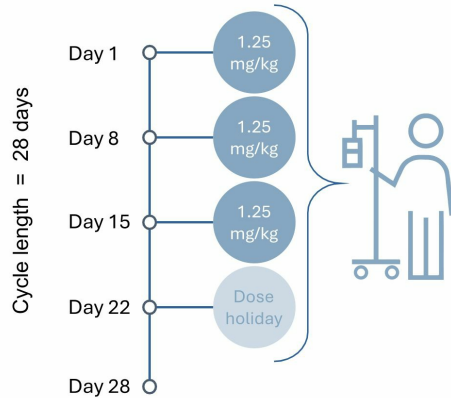 Cycle length = 28 days
Day 1
1.25
mg/kg
Day 8
1.25
mg/kg
Day 15
1.25
mg/kg
Day 22
Dose
holiday
Day 28